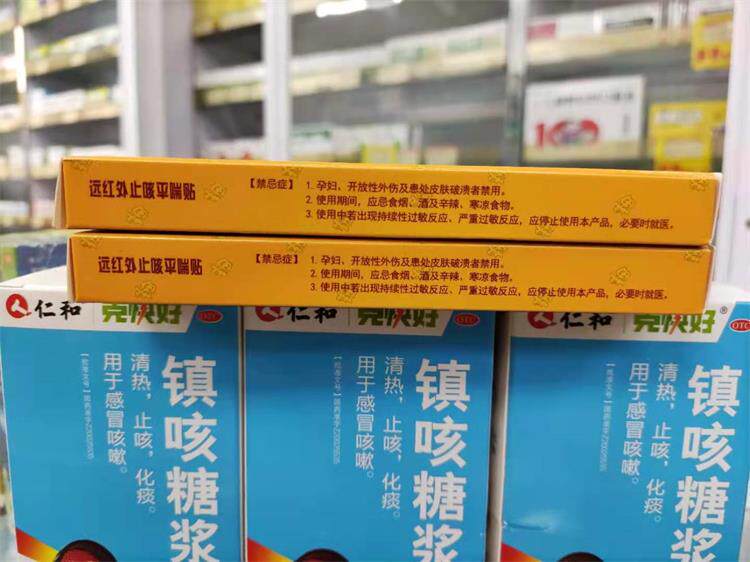 远红外止咳平喘贴
【禁忌症】
1. 孕妇、开放性外伤及患处皮肤破溃者禁用。
2. 使用期间，应忌食烟、酒及辛辣、寒凉食物。
3. 使用中若出现持续性过敏反应、严重过敏反应，应停止使用本产品，必要时就医。
远红外止咳平喘贴
【禁忌症】
1. 孕妇、开放性外伤及患处皮肤破溃者禁用。
2. 使用期间，应忌食烟、酒及辛辣、寒凉食物。
3. 使用中若出现持续性过敏反应、严重过敏反应，应停止使用本产品，必要时就医。
仁和
克快好
OTC
镇咳糖浆
清热，止咳，化痰。
用于感冒咳嗽。
仁和
克快好
OTC
镇咳糖浆
清热，止咳，化痰。
用于感冒咳嗽。
仁和
克快好®
OTC
镇咳糖浆
清热，止咳，化痰。
用于感冒咳嗽。